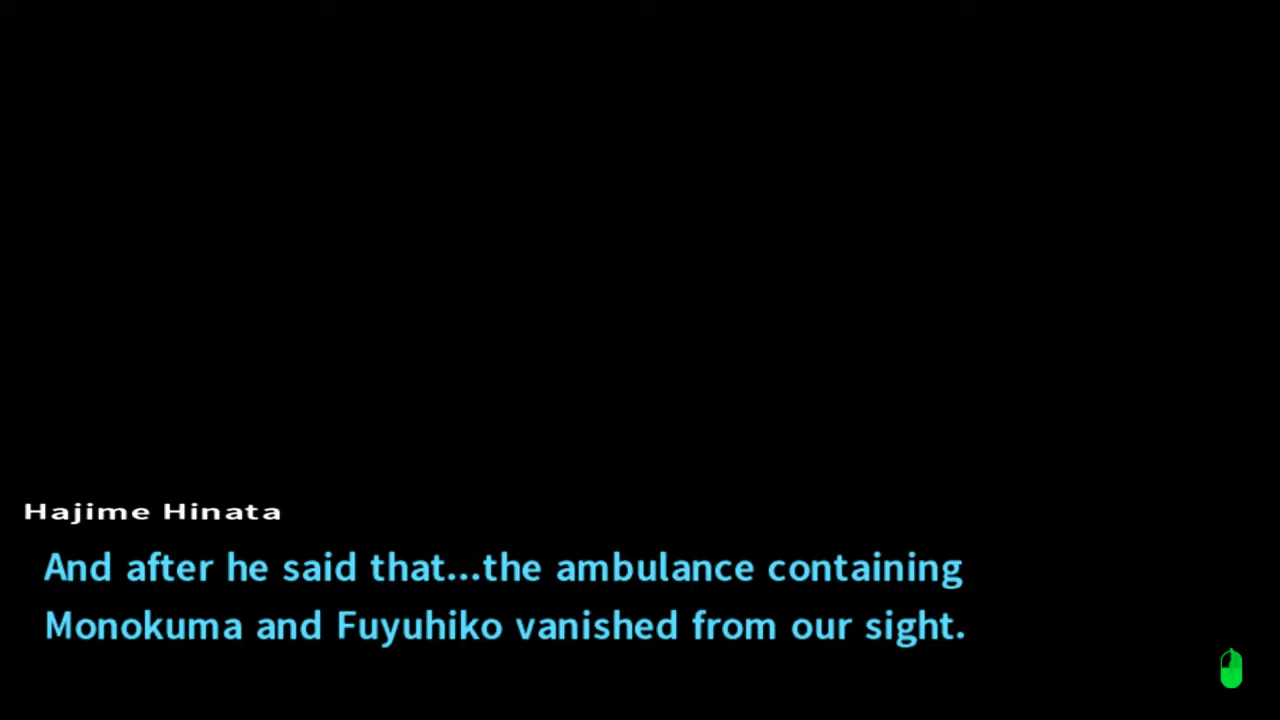 Hajime Hinata
And after he said that...the ambulance containing
Monokuma and Fuyuhiko vanished from our sight.